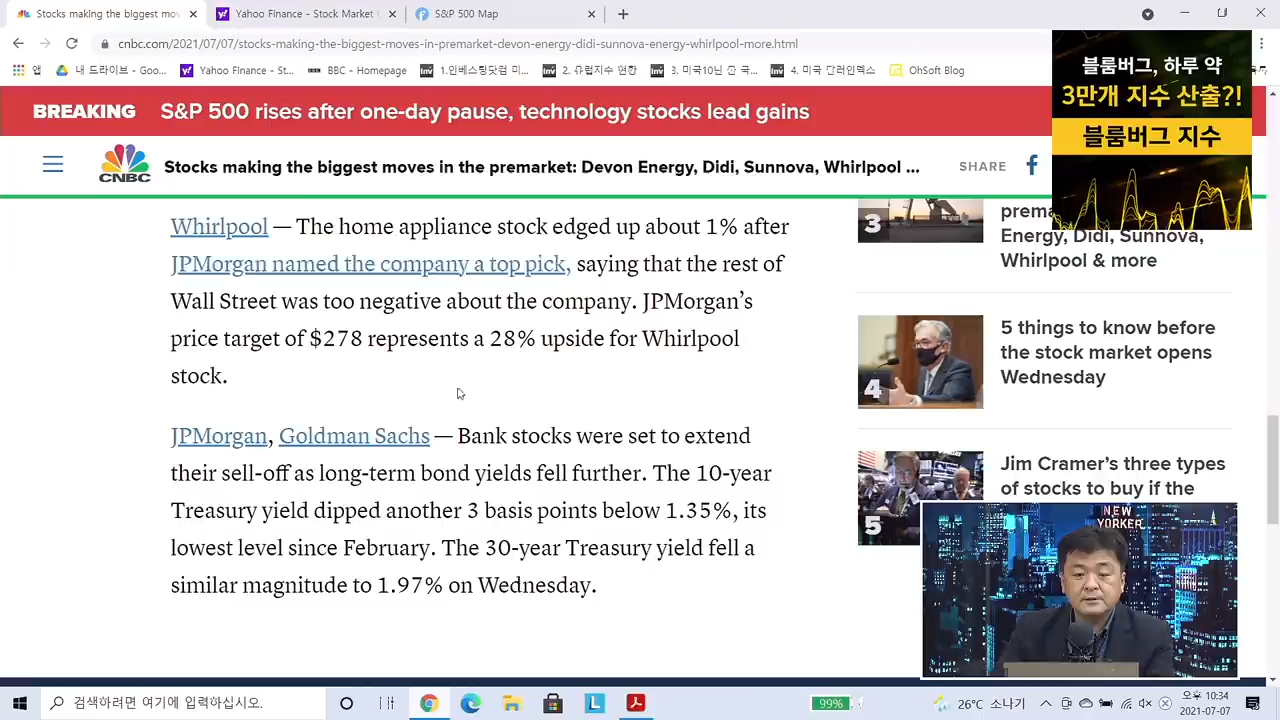 Stocks making the biggest mov
Yahoo Finance - Stock Market
S&P 500 Map
cnbc.com/2021/07/07/stocks-making-the-biggest-moves-in-premarket-devon-energy-didi-sunnova-energy-whirlpool-more.html
앱
내 드라이브 - Goo...
Yahoo Finance - St...
BBC - Homepage
1.인베스팅닷컴 미...
2. 유럽지수 현황
3. 미국10년 만 국...
4. 미국 달러인덱스
OhSoft Blog
블룸버그, 하루 약
3만개 지수 산출?!
블룸버그 지수
BREAKING
S&P 500 rises after one-day pause, technology stocks lead gains
CNBC
Stocks making the biggest moves in the premarket: Devon Energy, Didi, Sunnova, Whirlpool ...
SHARE
Whirlpool — The home appliance stock edged up about 1% after
JPMorgan named the company a top pick, saying that the rest of
Wall Street was too negative about the company. JPMorgan’s
price target of $278 represents a 28% upside for Whirlpool
stock.
JPMorgan, Goldman Sachs — Bank stocks were set to extend
their sell-off as long-term bond yields fell further. The 10-year
Treasury yield dipped another 3 basis points below 1.35%, its
lowest level since February. The 30-year Treasury yield fell a
similar magnitude to 1.97% on Wednesday.
3
prema
Energy, Didi, Sunnova,
Whirlpool & more
4
5 things to know before
the stock market opens
Wednesday
5
Jim Cramer’s three types
of stocks to buy if the
NEW
YORKER
검색하려면 여기에 입력하십시오.
99%
26°C 소나기
오후 10:34
2021-07-07